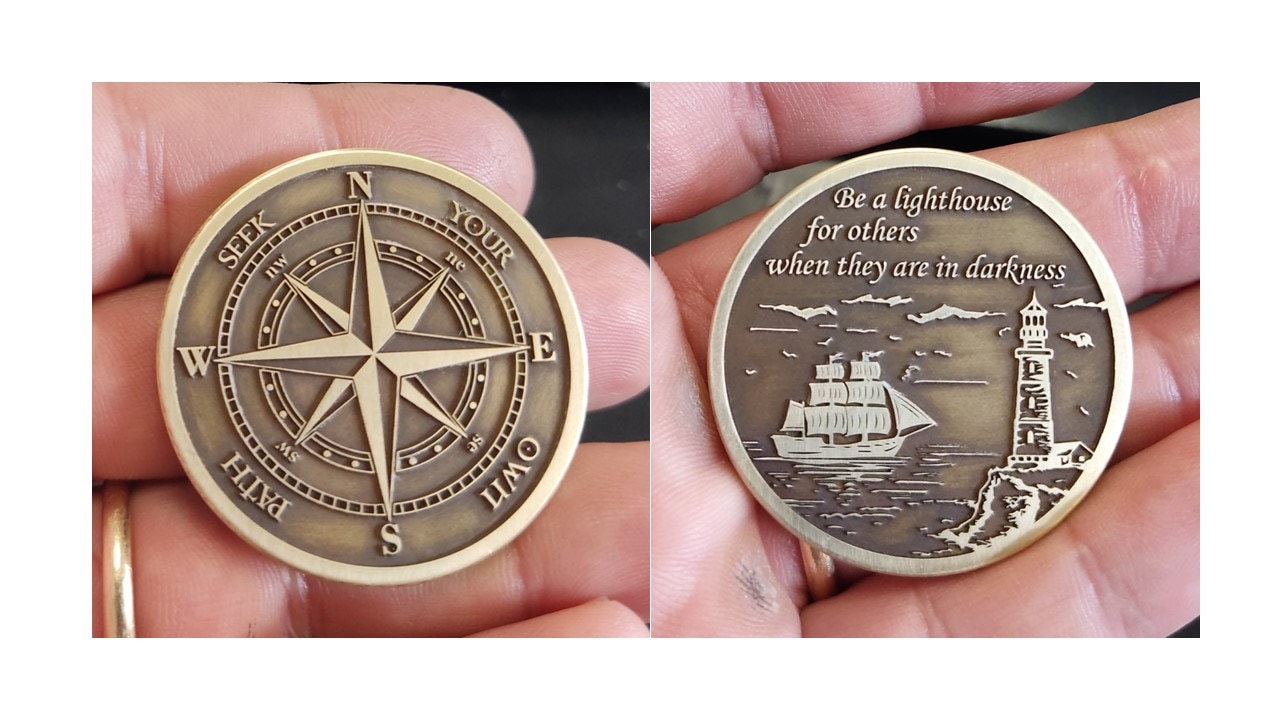 N
SEEK
YOUR
nw
ne
W
E
sw
se
PATH
OWN
S
Be a lighthouse
for others
when they are in darkness